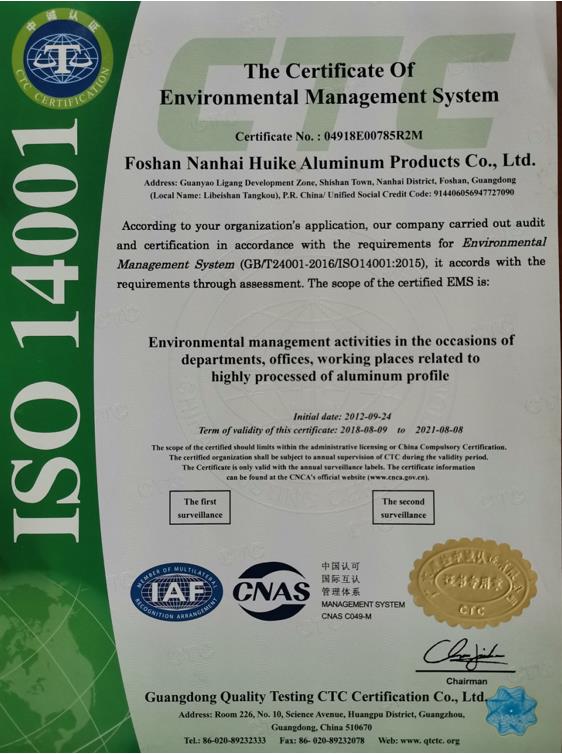 中诚认证
CTC CERTIFICATION
ISO 14001
CTC
The Certificate Of
Environmental Management System
Certificate No. : 04918E00785R2M
Foshan Nanhai Huike Aluminum Products Co., Ltd.
Address: Guanyao Ligang Development Zone, Shishan Town, Nanhai District, Foshan, Guangdong
(Local Name: Libeishan Tangkou), P.R. China/ Unified Social Credit Code: 914406056947727090
According to your organization's application, our company carried out audit
and certification in accordance with the requirements for Environmental
Management System (GB/T24001-2016/ISO14001:2015), it accords with the
requirements through assessment. The scope of the certified EMS is:
Environmental management activities in the occasions of
departments, offices, working places related to
highly processed of aluminum profile
Initial date: 2012-09-24
Term of validity of this certificate: 2018-08-09 to 2021-08-08
The scope of the certified should limits within the administrative licensing or China Compulsory Certification.
The certified organization shall be subject to annual supervision of CTC during the validity period.
The Certificate is only valid with the annual surveillance labels. The certificate information
can be found at the CNCA's official website (www.cnca.gov.cn).
The first
surveillance
The second
surveillance
MEMBER OF MULTILATERAL
IAF
RECOGNITION ARRANGEMENT
CNAS
中国认可
国际互认
管理体系
MANAGEMENT SYSTEM
CNAS C049-M
证书专用章
CTC
Chairman
Guangdong Quality Testing CTC Certification Co., Ltd.
Address: Room 226, No. 10, Science Avenue, Huangpu District, Guangzhou,
Guangdong, China 510670
Tel.: 86-020-89232333 Fax: 86- 020-89232078 Web: www. qtctc. org